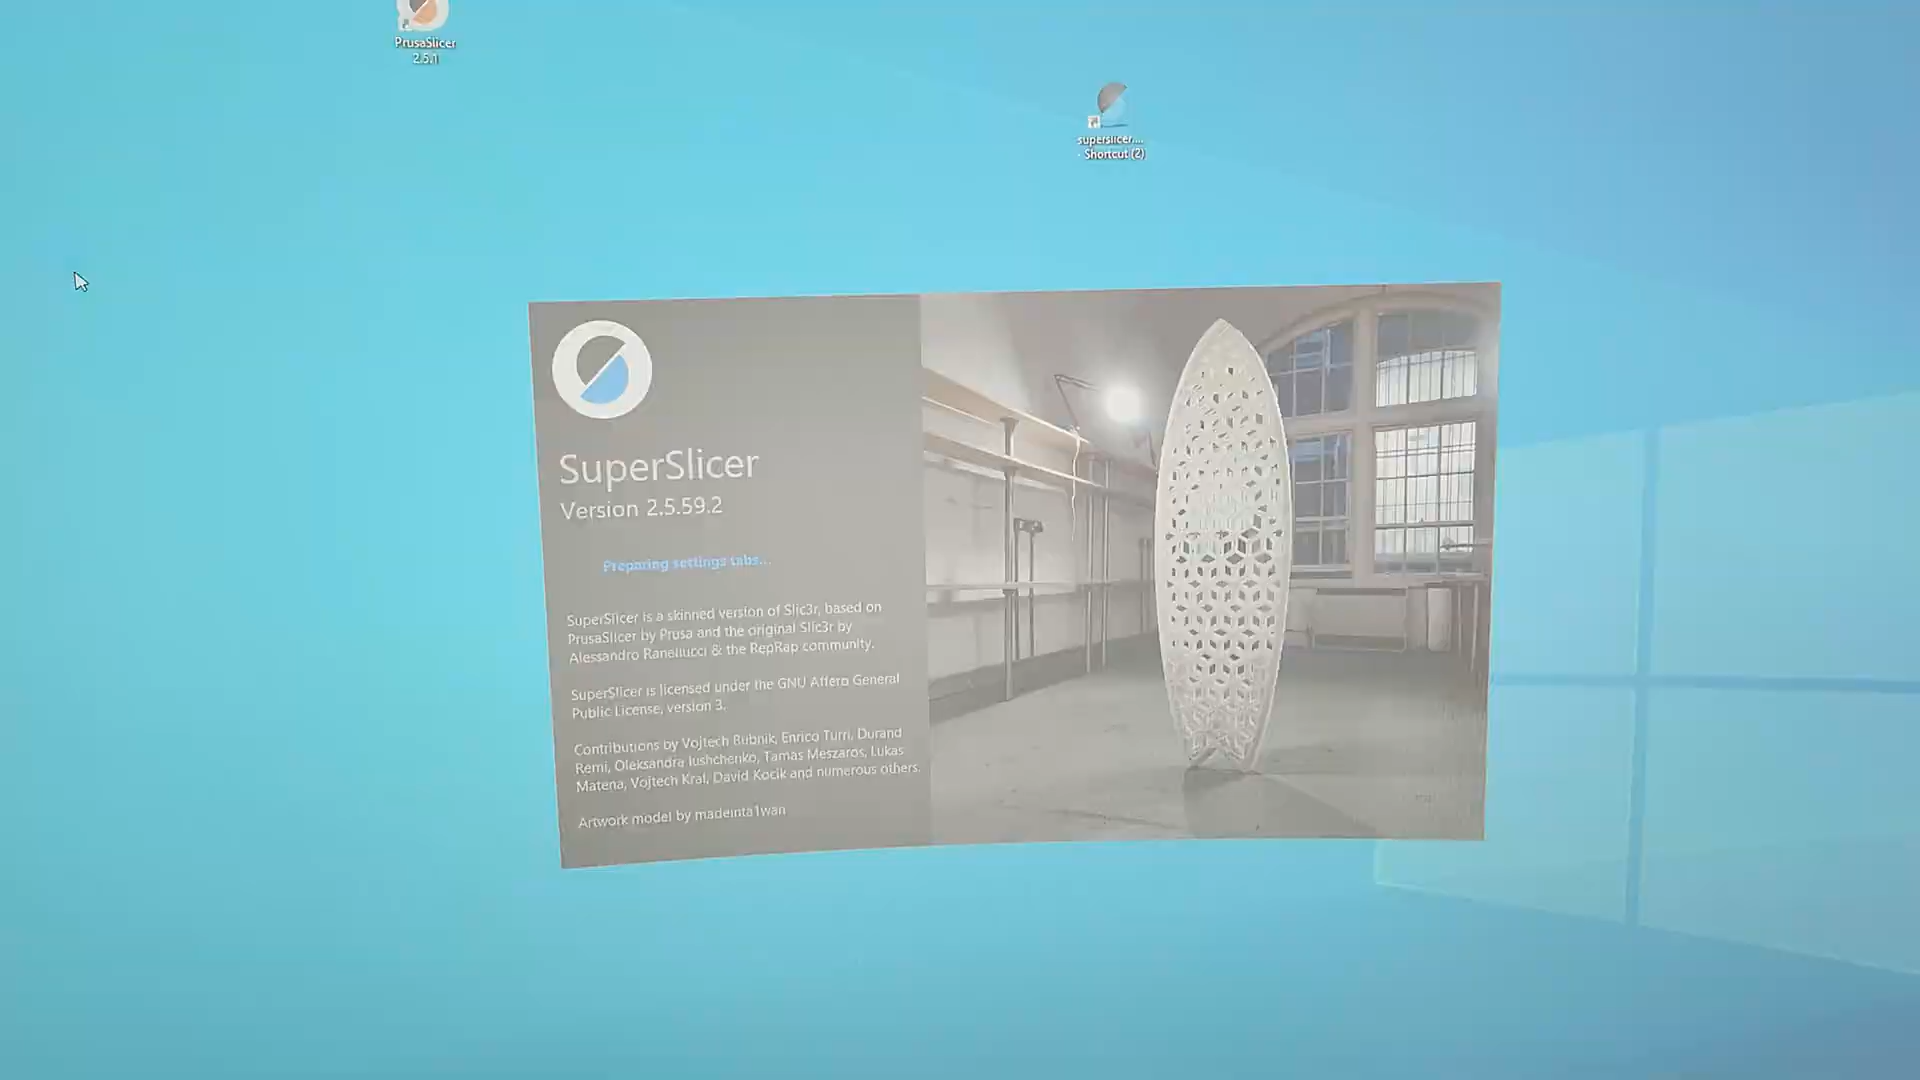 PrusaSlicer
2.5.1
superslicer....
- Shortcut (2)
SuperSlicer
Version 2.5.59.2
Preparing settings tabs...
SuperSlicer is a skinned version of Slic3r, based on
PrusaSlicer by Prusa and the original Slic3r by
Alessandro Ranellucci & the RepRap community.
SuperSlicer is licensed under the GNU Affero General
Public License, version 3.
Contributions by Vojtech Bubnik, Enrico Turri, Durand
Remi, Oleksandra Iushchenko, Tamas Meszaros, Lukas
Matena, Vojtech Kral, David Kocik and numerous others.
Artwork model by madeinta1wan